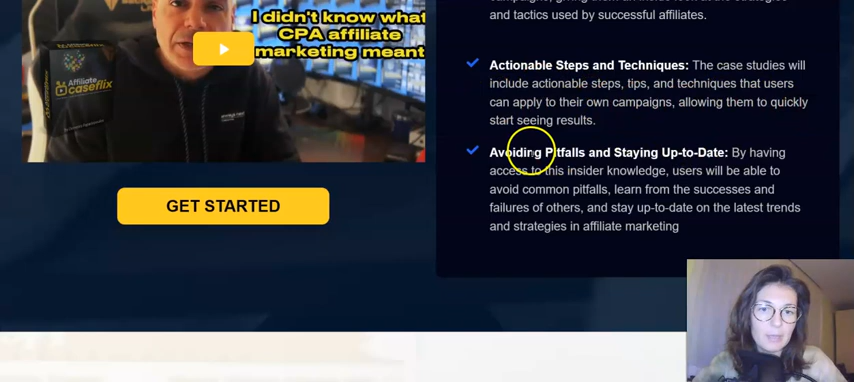 I didn't know what
CPA affiliate
marketing meant
Affiliate
caseflix
GET STARTED
and tactics used by successful affiliates.
Actionable Steps and Techniques: The case studies will
include actionable steps, tips, and techniques that users
can apply to their own campaigns, allowing them to quickly
start seeing results.
Avoiding Pitfalls and Staying Up-to-Date: By having
access to this insider knowledge, users will be able to
avoid common pitfalls, learn from the successes and
failures of others, and stay up-to-date on the latest trends
and strategies in affiliate marketing